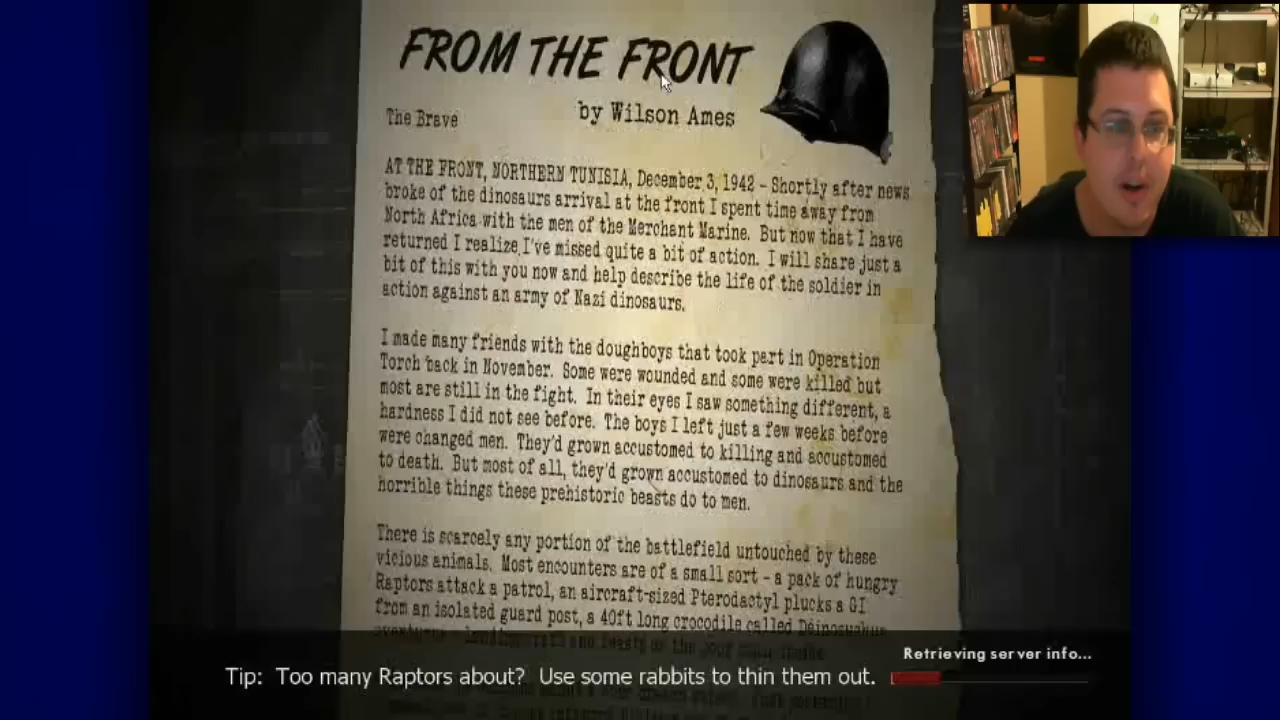 FROM THE FRONT
by Wilson Ames
The Brave
AT THE FRONT, NORTHERN TUNISIA, December 3, 1942 - Shortly after news
broke of the dinosaurs arrival at the front I spent time away from
North Africa with the men of the Merchant Marine. But now that I have
returned I realize I've missed quite a bit of action. I will share just a
bit of this with you now and help describe the life of the soldier in
action against an army of Nazi dinosaurs.
I made many friends with the doughboys that took part in Operation
Torch back in November. Some were wounded and some were killed but
most are still in the fight. In their eyes I saw something different, a
hardness I did not see before. The boys I left just a few weeks before
were changed men. They'd grown accustomed to killing and accustomed
to death. But most of all, they'd grown accustomed to dinosaurs and the
horrible things these prehistoric beasts do to men.
There is scarcely any portion of the battlefield untouched by these
vicious animals. Most encounters are of a small sort - a pack of hungry
Raptors attack a patrol, an aircraft-sized Pterodactyl plucks a GI
from an isolated guard post, a 40ft long crocodile called Deinosuchus
Retrieving server info...
Tip: Too many Raptors about? Use some rabbits to thin them out.